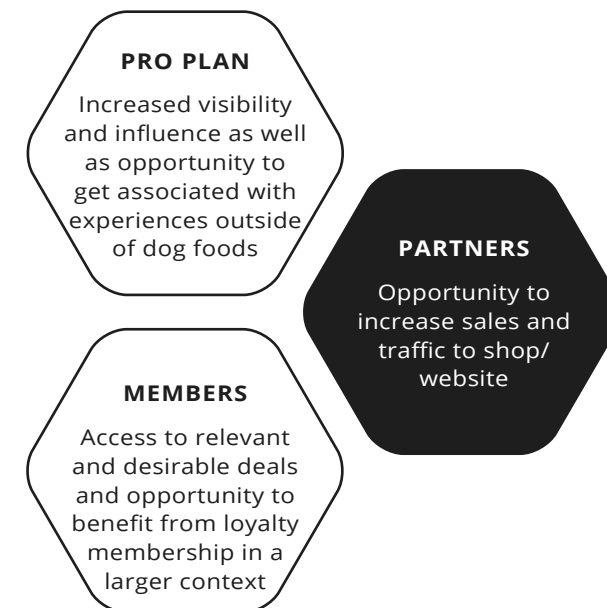 PRO PLAN
Increased visibility
and influence as well
as opportunity to
get associated with
experiences outside
of dog foods
PARTNERS
Opportunity to
increase sales and
traffic to shop/
website
MEMBERS
Access to relevant
and desirable deals
and opportunity to
benefit from loyalty
membership in a
larger context